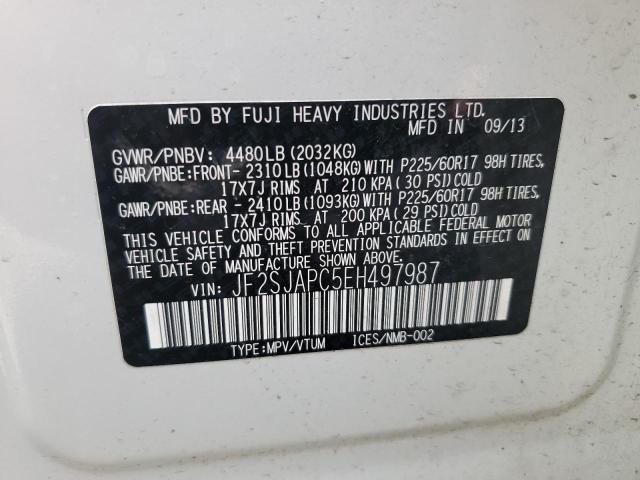 MFD BY FUJI HEAVY INDUSTRIES LTD.
MFD IN 09/13
GVWR/PNBV: 4480LB (2032KG)
GAWR/PNBE:FRONT- 2310LB (1048KG) WITH P225/60R17 98H TIRES,
17X7J RIMS AT 210 KPA ( 30 PSI) COLD
GAWR/PNBE:REAR - 2410LB (1093KG) WITH P225/60R17 98H TIRES,
17X7J RIMS AT 200 KPA ( 29 PSI) COLD
THIS VEHICLE CONFORMS TO ALL APPLICABLE FEDERAL MOTOR
VEHICLE SAFETY AND THEFT PREVENTION STANDARDS IN EFFECT
ON THE DATE OF MANUFACTURE SHOWN ABOVE.
VIN: JF2SJAPC5EH497987
TYPE:MPV/VTUM ICES/NMB-002